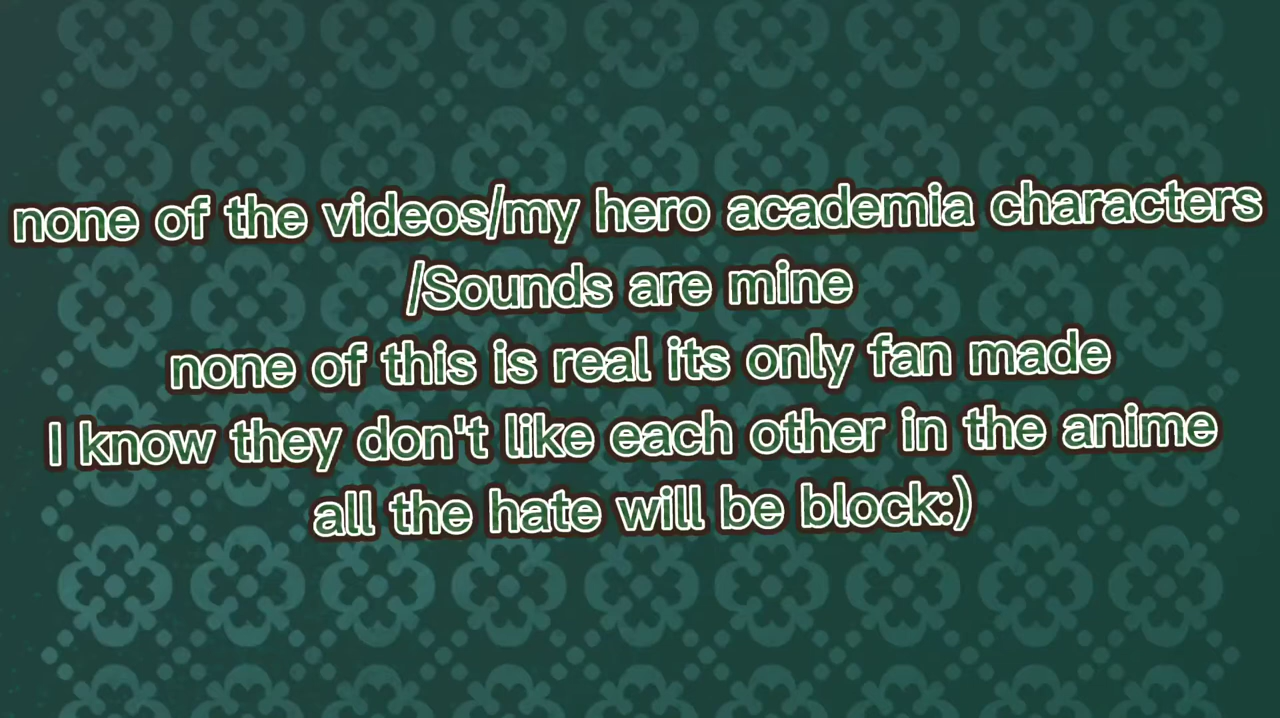 none of the videos/my hero academia characters
/Sounds are mine
none of this is real its only fan made
I know they don't like each other in the anime
all the hate will be block:)